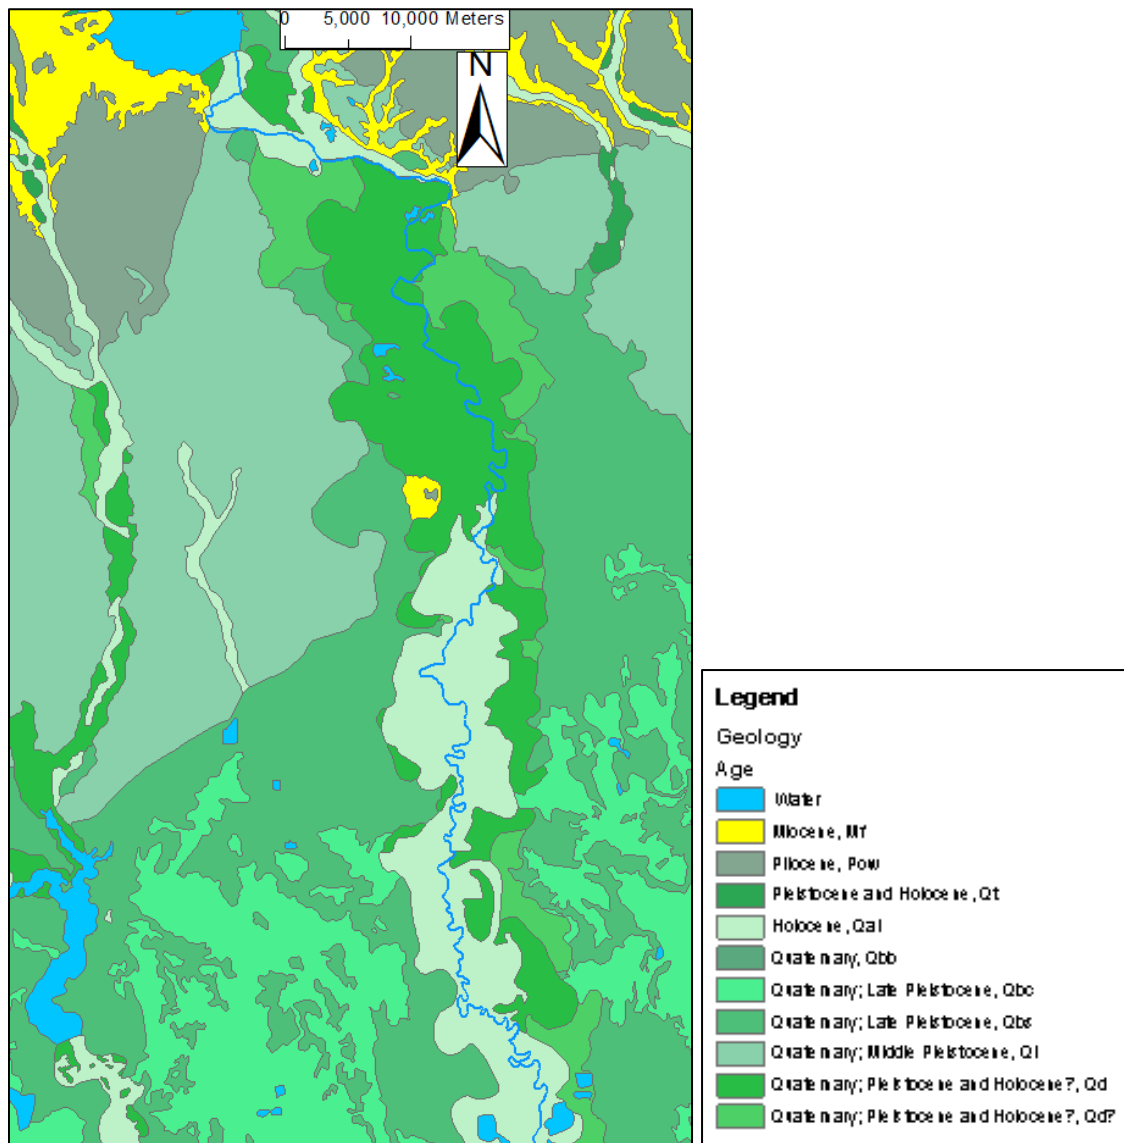 0 5,000 10,000 Meters
N
Legend
Geology
Age
Water
Miocene, Mf
Pliocene, Pow
Pleistocene and Holocene, Qt
Holocene, Qal
Quaternary, Qbb
Quaternary; Late Pleistocene, Qbc
Quaternary; Late Pleistocene, Qbs
Quaternary; Middle Pleistocene, Ql
Quaternary; Pleistocene and Holocene?, Qd
Quaternary; Pleistocene and Holocene?, Qd?